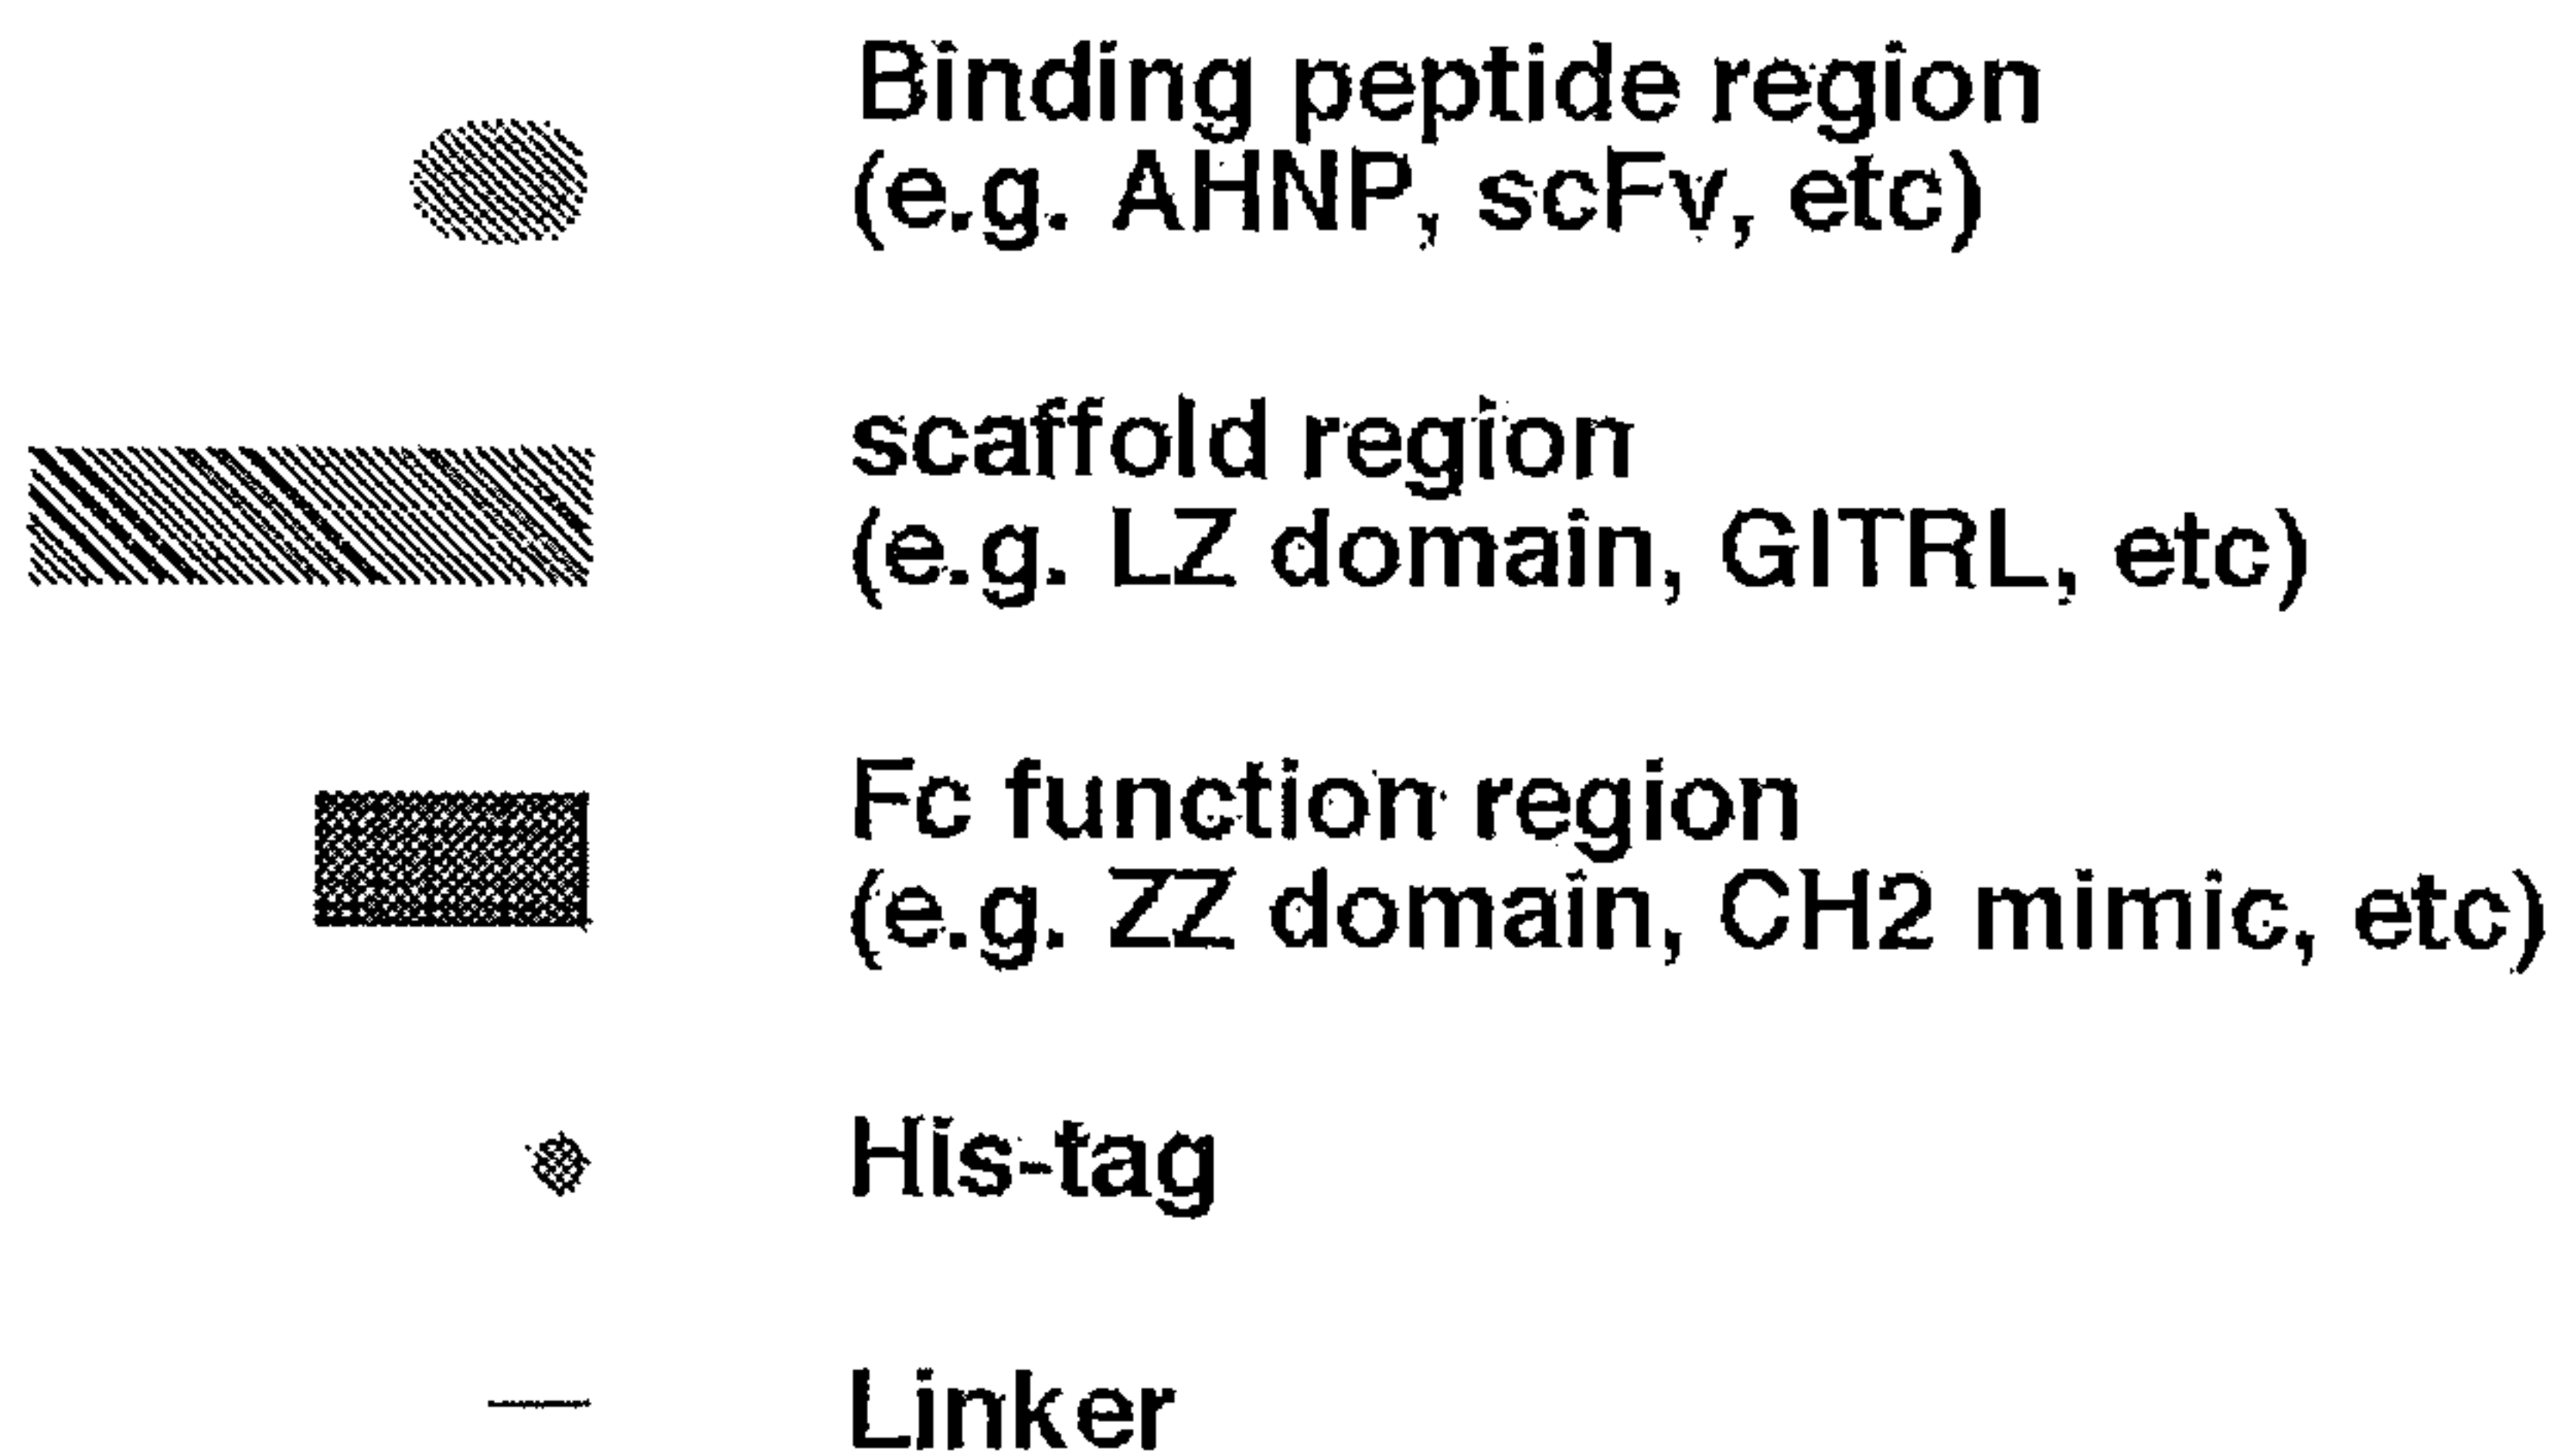 Binding peptide region
(e.g. AHNP, scFv, etc)
scaffold region
(e.g. LZ domain, GITRL, etc)
Fc function region
(e.g. ZZ domain, CH2 mimic, etc)
His-tag
Linker